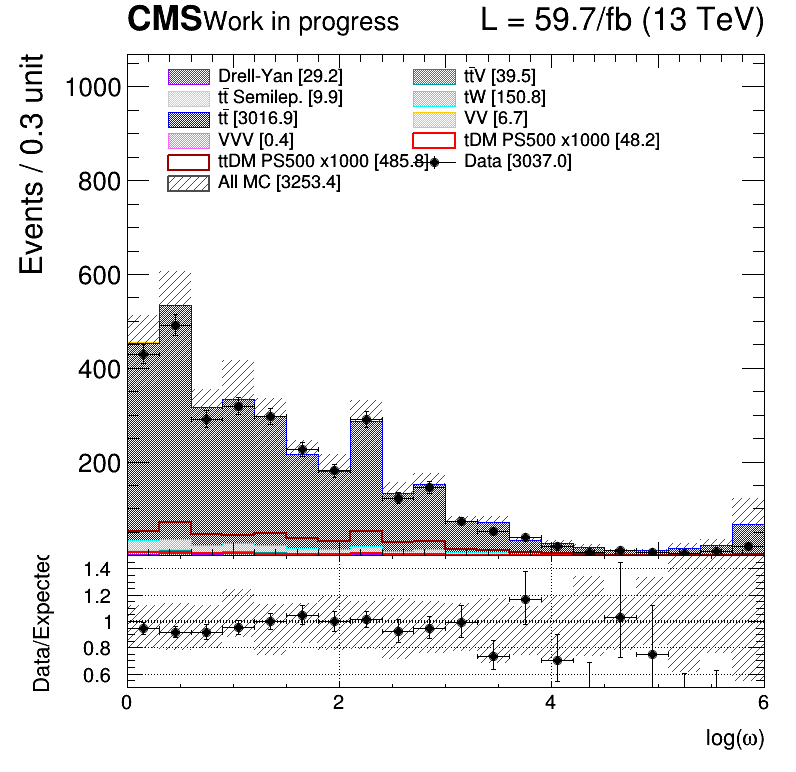 CMS Work in progress L = 59.7/fb (13 TeV)
Events / 0.3 unit
1000
800
600
400
200
Drell-Yan [29.2]
tt̄V [39.5]
tt̄ Semilep. [9.9]
tW [150.8]
tt̄ [3016.9]
VV [6.7]
VVV [0.4]
tDM PS500 x1000 [48.2]
ttDM PS500 x1000 [485.8]
Data [3037.0]
All MC [3253.4]
Data/Expected
1.4
1.2
1
0.8
0.6
0 2 4 6
log(ω)